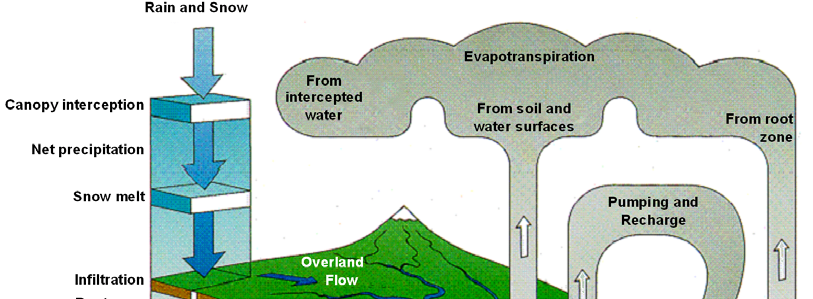 Rain and Snow
Canopy interception
Net precipitation
Snow melt
Infiltration
Evapotranspiration
From
intercepted
water
From soil and
water surfaces
From root
zone
Pumping and
Recharge
Overland
Flow